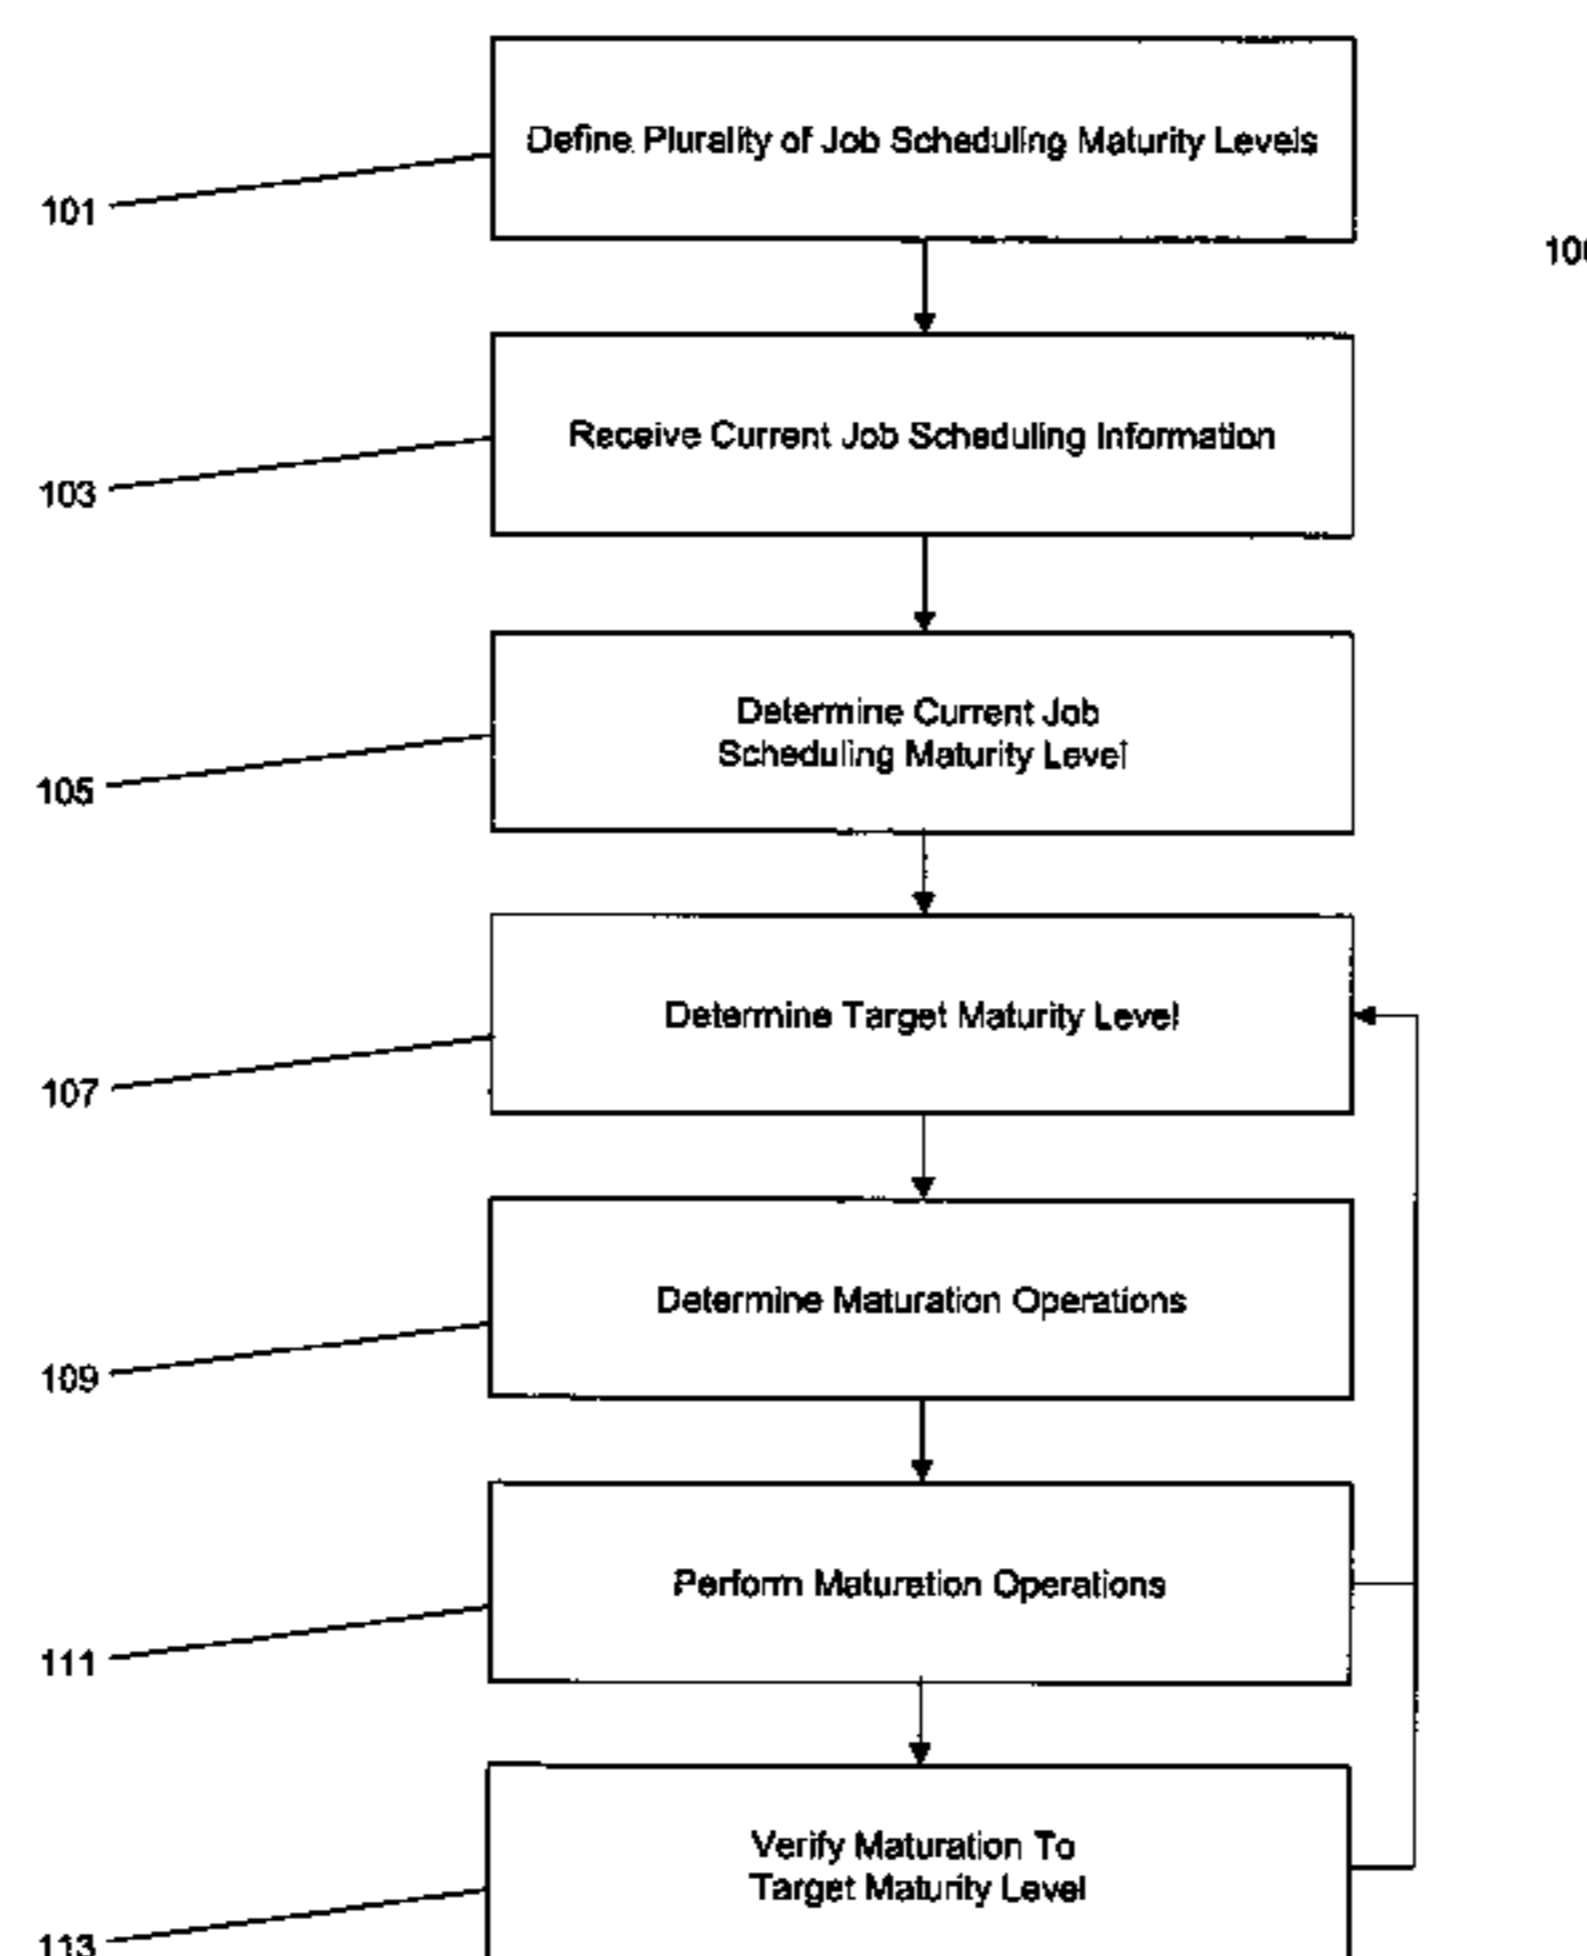 Define Plurality of Job Scheduling Maturity Levels
101
Receive Current Job Scheduling Information
103
Determine Current Job
Scheduling Maturity Level
105
Determine Target Maturity Level
107
Determine Maturation Operations
109
Perform Maturation Operations
111
Verify Maturation To
Target Maturity Level
113